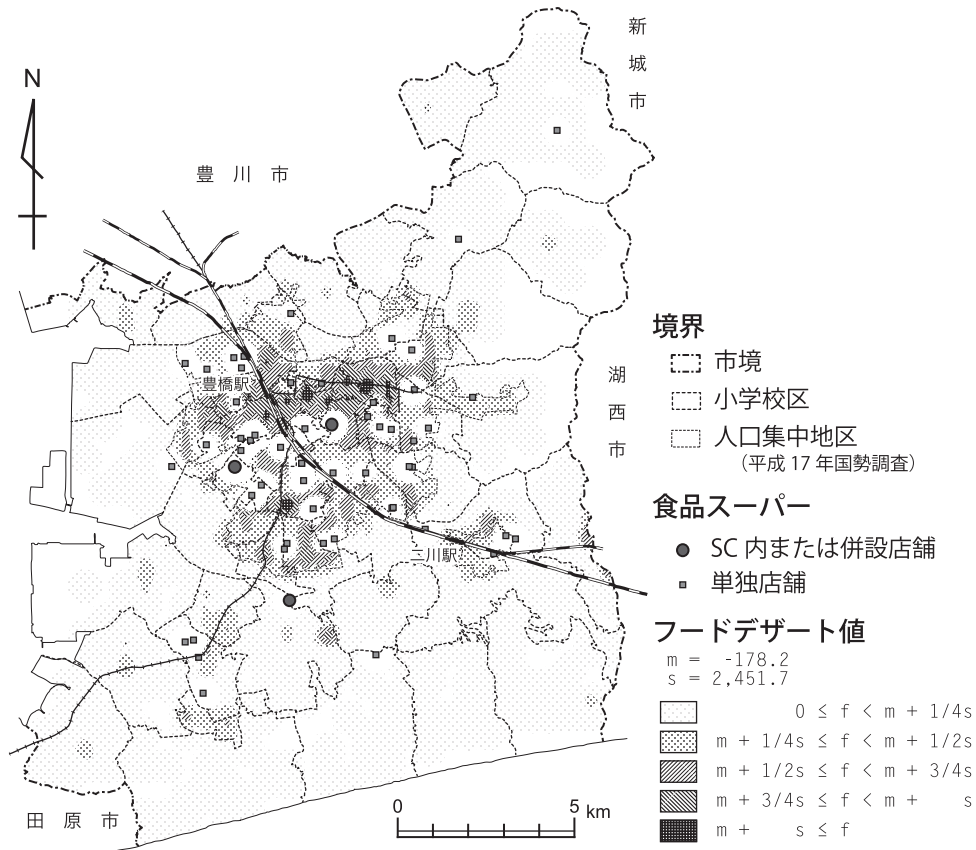 新城市
N
豊川市
豊橋駅
湖西市
二川駅
田原市
0 5 km
境界
市境
小学校区
人口集中地区
（平成 17 年国勢調査）
食品スーパー
SC 内または併設店舗
単独店舗
フードデザート値
m = -178.2
s = 2,451.7
0 ≤ f < m + 1/4s
m + 1/4s ≤ f < m + 1/2s
m + 1/2s ≤ f < m + 3/4s
m + 3/4s ≤ f < m + s
m + s ≤ f